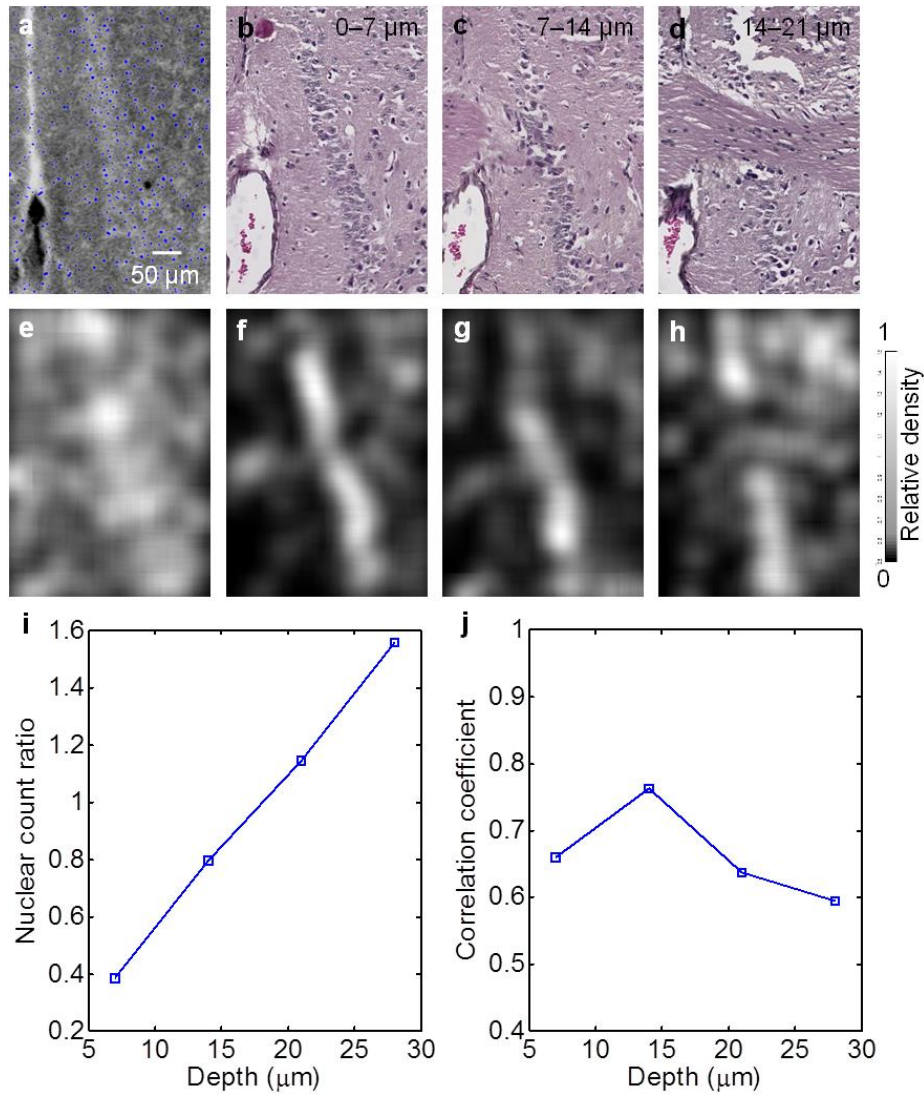 a
b
0–7 μm
c
7–14 μm
d
14–21 μm
50 μm
e
f
g
h
1
Relative density
0
i
1.6
1.4
1.2
1
0.8
0.6
0.4
0.2
Nuclear count ratio
5 10 15 20 25 30
Depth (μm)
j
1
0.9
0.8
0.7
0.6
0.5
0.4
Correlation coefficient
5 10 15 20 25 30
Depth (μm)